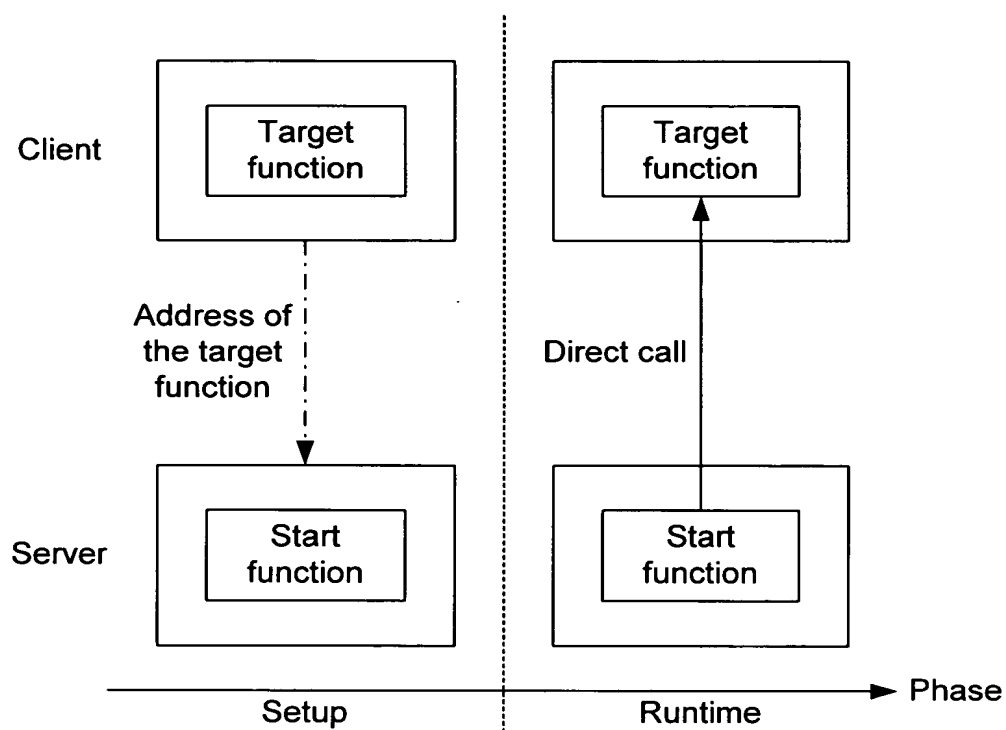 Client
Target
function
Target
function
Address of
the target
function
Direct call
Server
Start
function
Start
function
Setup
Runtime
Phase